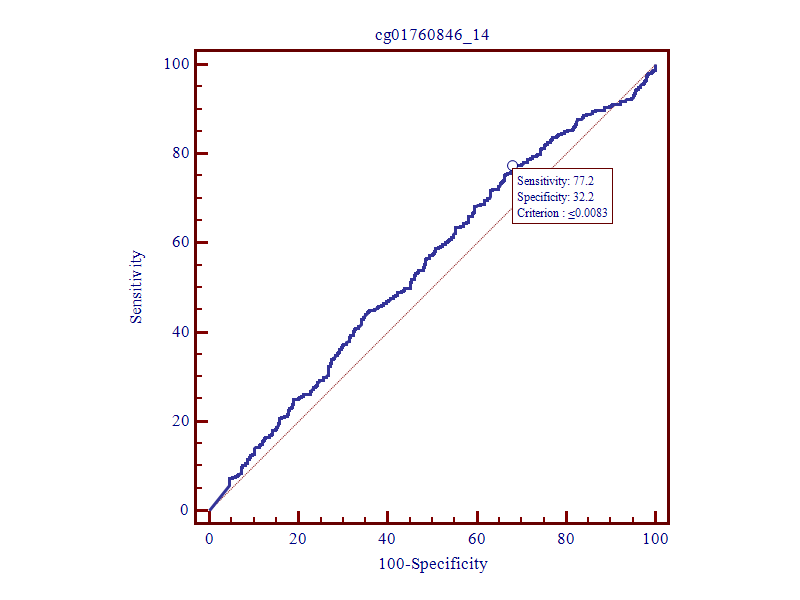 cg01760846_14
100
80
60
40
20
0
Sensitivity
Sensitivity: 77.2
Specificity: 32.2
Criterion : ≤0.0083
0 20 40 60 80 100
100-Specificity